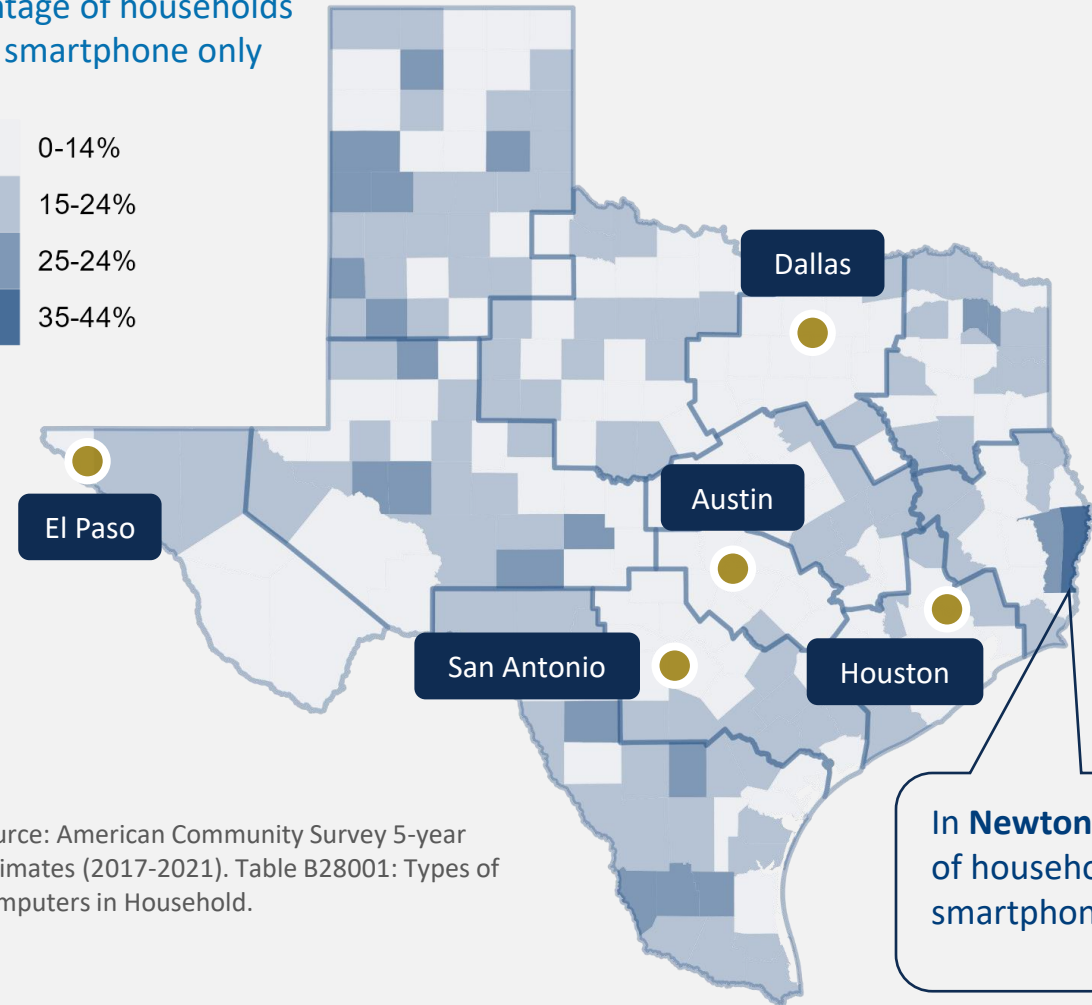 ntage of households
smartphone only
0-14%
15-24%
25-24%
35-44%
Dallas
El Paso
Austin
San Antonio
Houston
In Newton
of househo
smartphon
urce: American Community Survey 5-year
timates (2017-2021). Table B28001: Types of
mputers in Household.